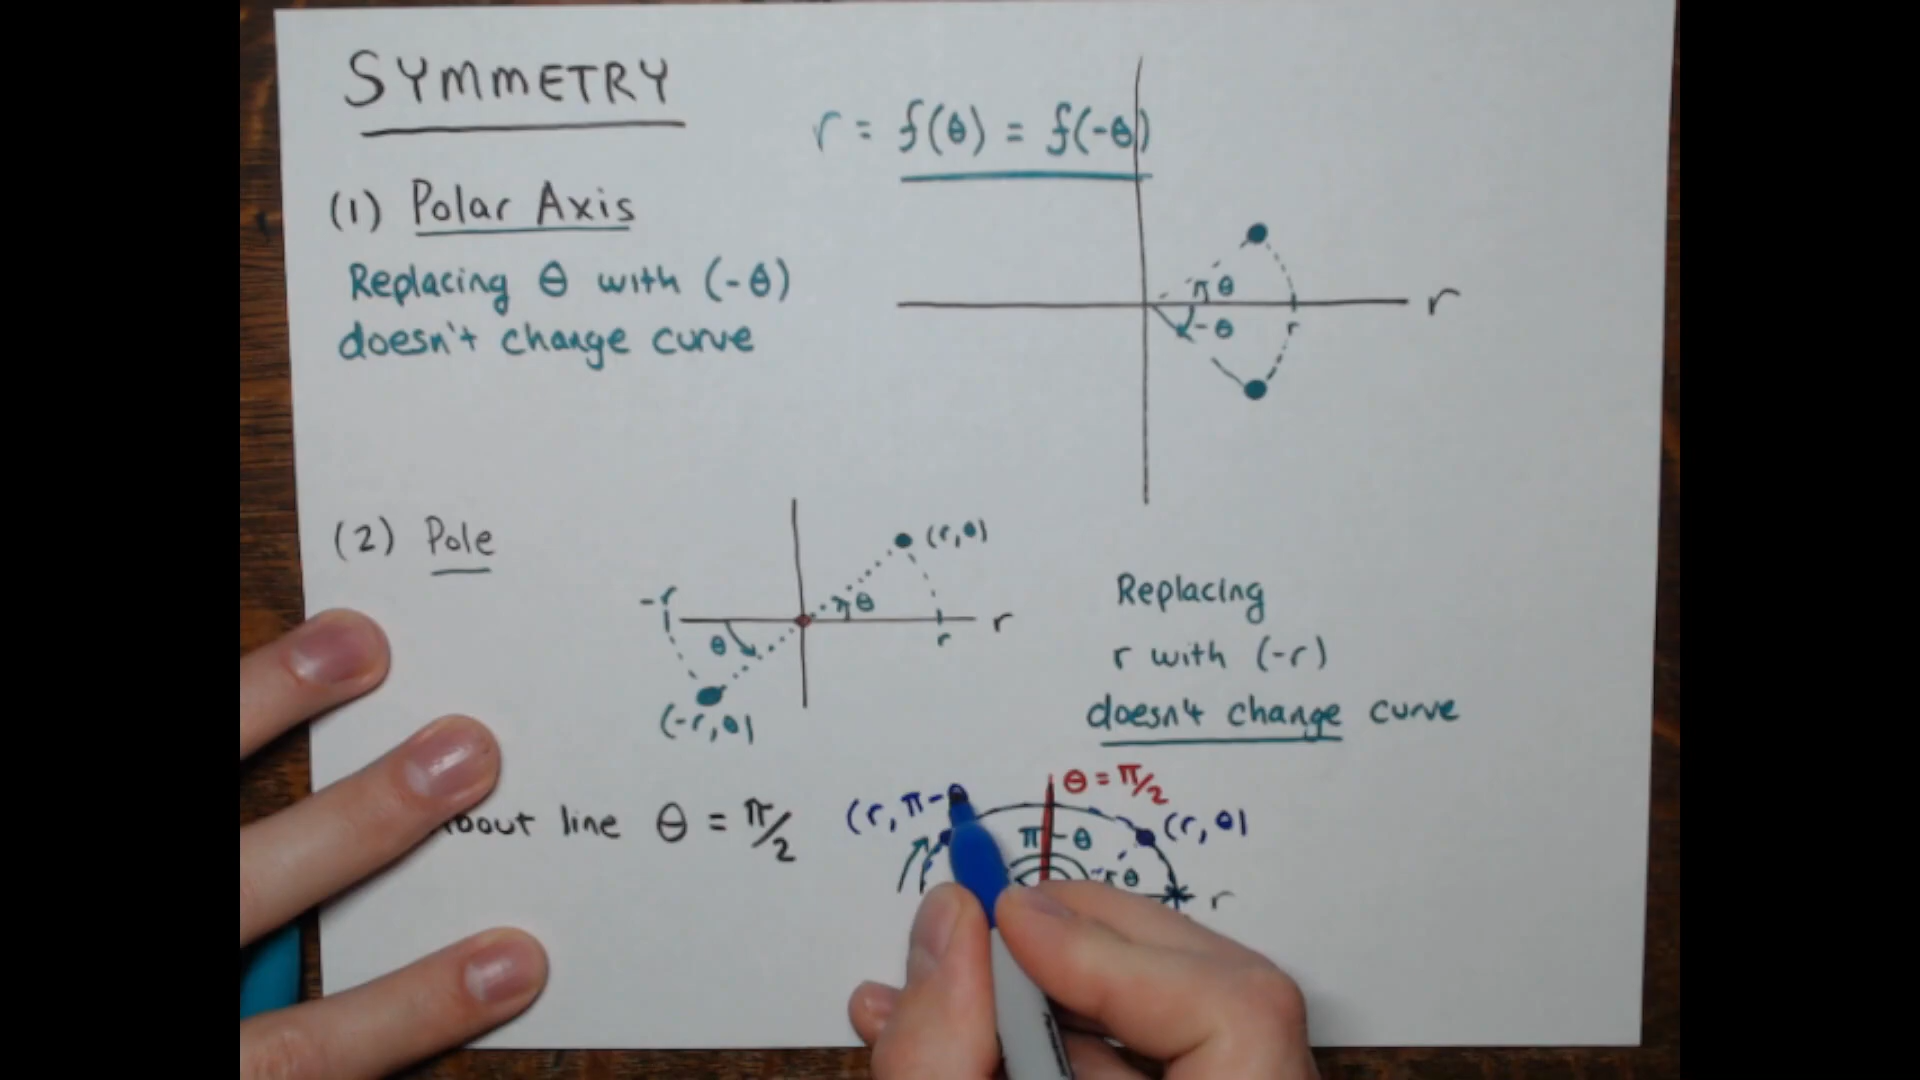 SYMMETRY
r = f(θ) = f(-θ)
(1) Polar Axis
Replacing θ with (-θ)
doesn't change curve
θ
-θ
r
r
(2) Pole
(r,θ)
-r
θ
r
r
θ
(-r,θ)
Replacing
r with (-r)
doesn't change curve
about line θ = π/2
θ = π/2
(r, π-θ
(r, θ)
π - θ
θ
r